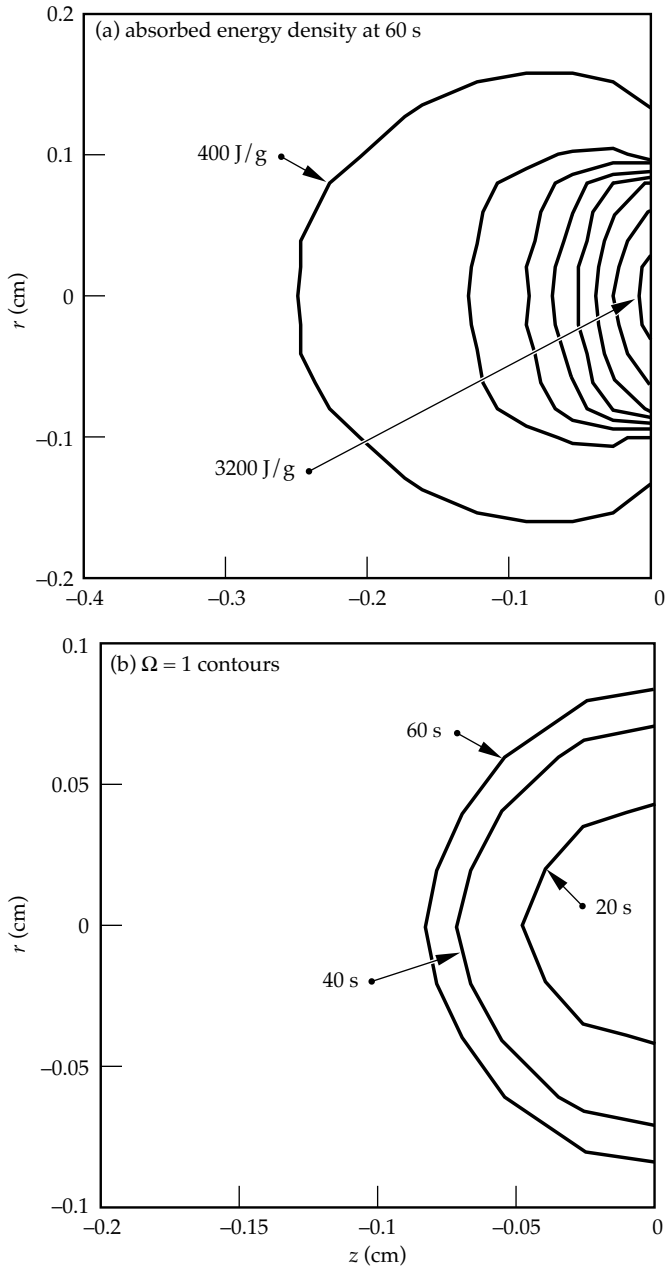 0.2
(a) absorbed energy density at 60 s
400 J/g
0.1
0
r (cm)
–0.1
3200 J/g
–0.2
–0.4
–0.3
–0.2
–0.1
0
0.1
(b) Ω = 1 contours
60 s
0.05
0
r (cm)
20 s
40 s
–0.05
–0.1
–0.2
–0.15
–0.1
–0.05
0
z (cm)